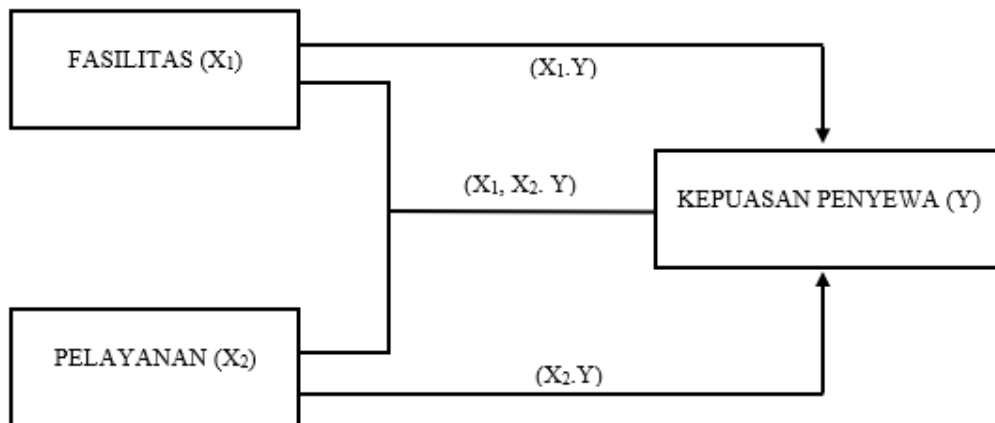 FASILITAS (X₁)
(X₁.Y)
(X₁, X₂. Y)
KEPUASAN PENYEWA (Y)
PELAYANAN (X₂)
(X₂.Y)